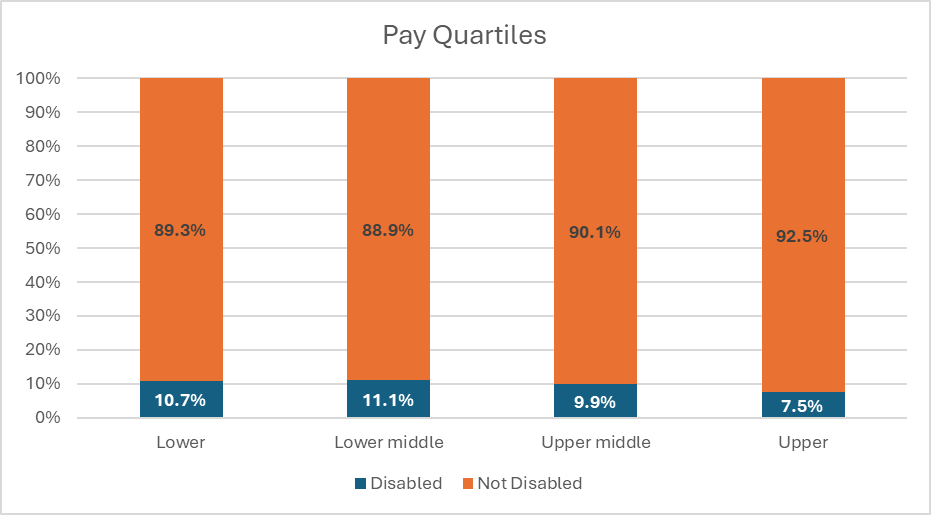 Pay Quartiles
100%
90%
80%
70%
60%
50%
40%
30%
20%
10%
0%
89.3% 88.9% 90.1% 92.5%
10.7% 11.1% 9.9% 7.5%
Lower Lower middle Upper middle Upper
Disabled Not Disabled